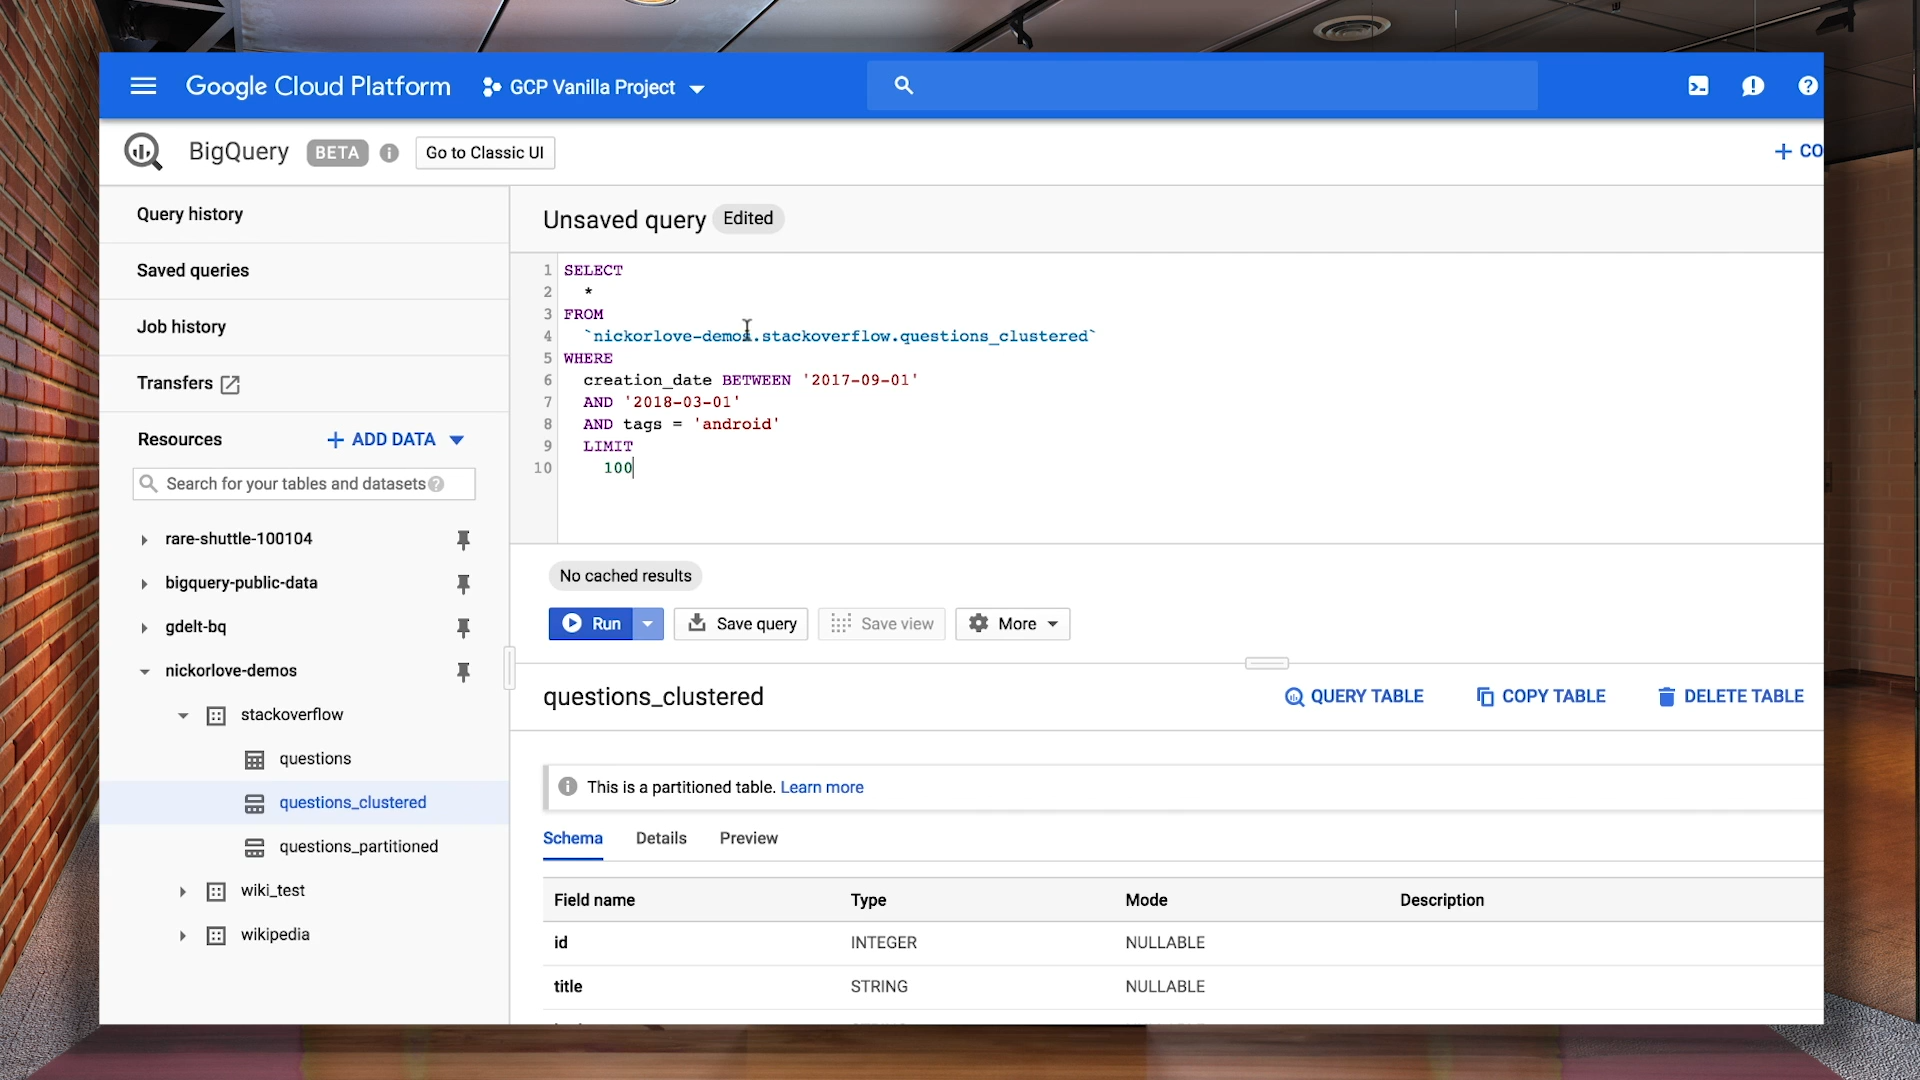 Google Cloud Platform GCP Vanilla Project
BigQuery BETA Go to Classic UI + CO
Query history
Saved queries
Job history
Transfers
Resources + ADD DATA
Search for your tables and datasets
rare-shuttle-100104
bigquery-public-data
gdelt-bq
nickorlove-demos
stackoverflow
questions
questions_clustered
questions_partitioned
wiki_test
wikipedia
Unsaved query Edited
1 SELECT
2 *
3 FROM
4 `nickorlove-demos.stackoverflow.questions_clustered`
5 WHERE
6 creation_date BETWEEN '2017-09-01'
7 AND '2018-03-01'
8 AND tags = 'android'
9 LIMIT
10 100
No cached results
Run Save query Save view More
questions_clustered QUERY TABLE COPY TABLE DELETE TABLE
This is a partitioned table. Learn more
Schema Details Preview
Field name Type Mode Description
id INTEGER NULLABLE
title STRING NULLABLE